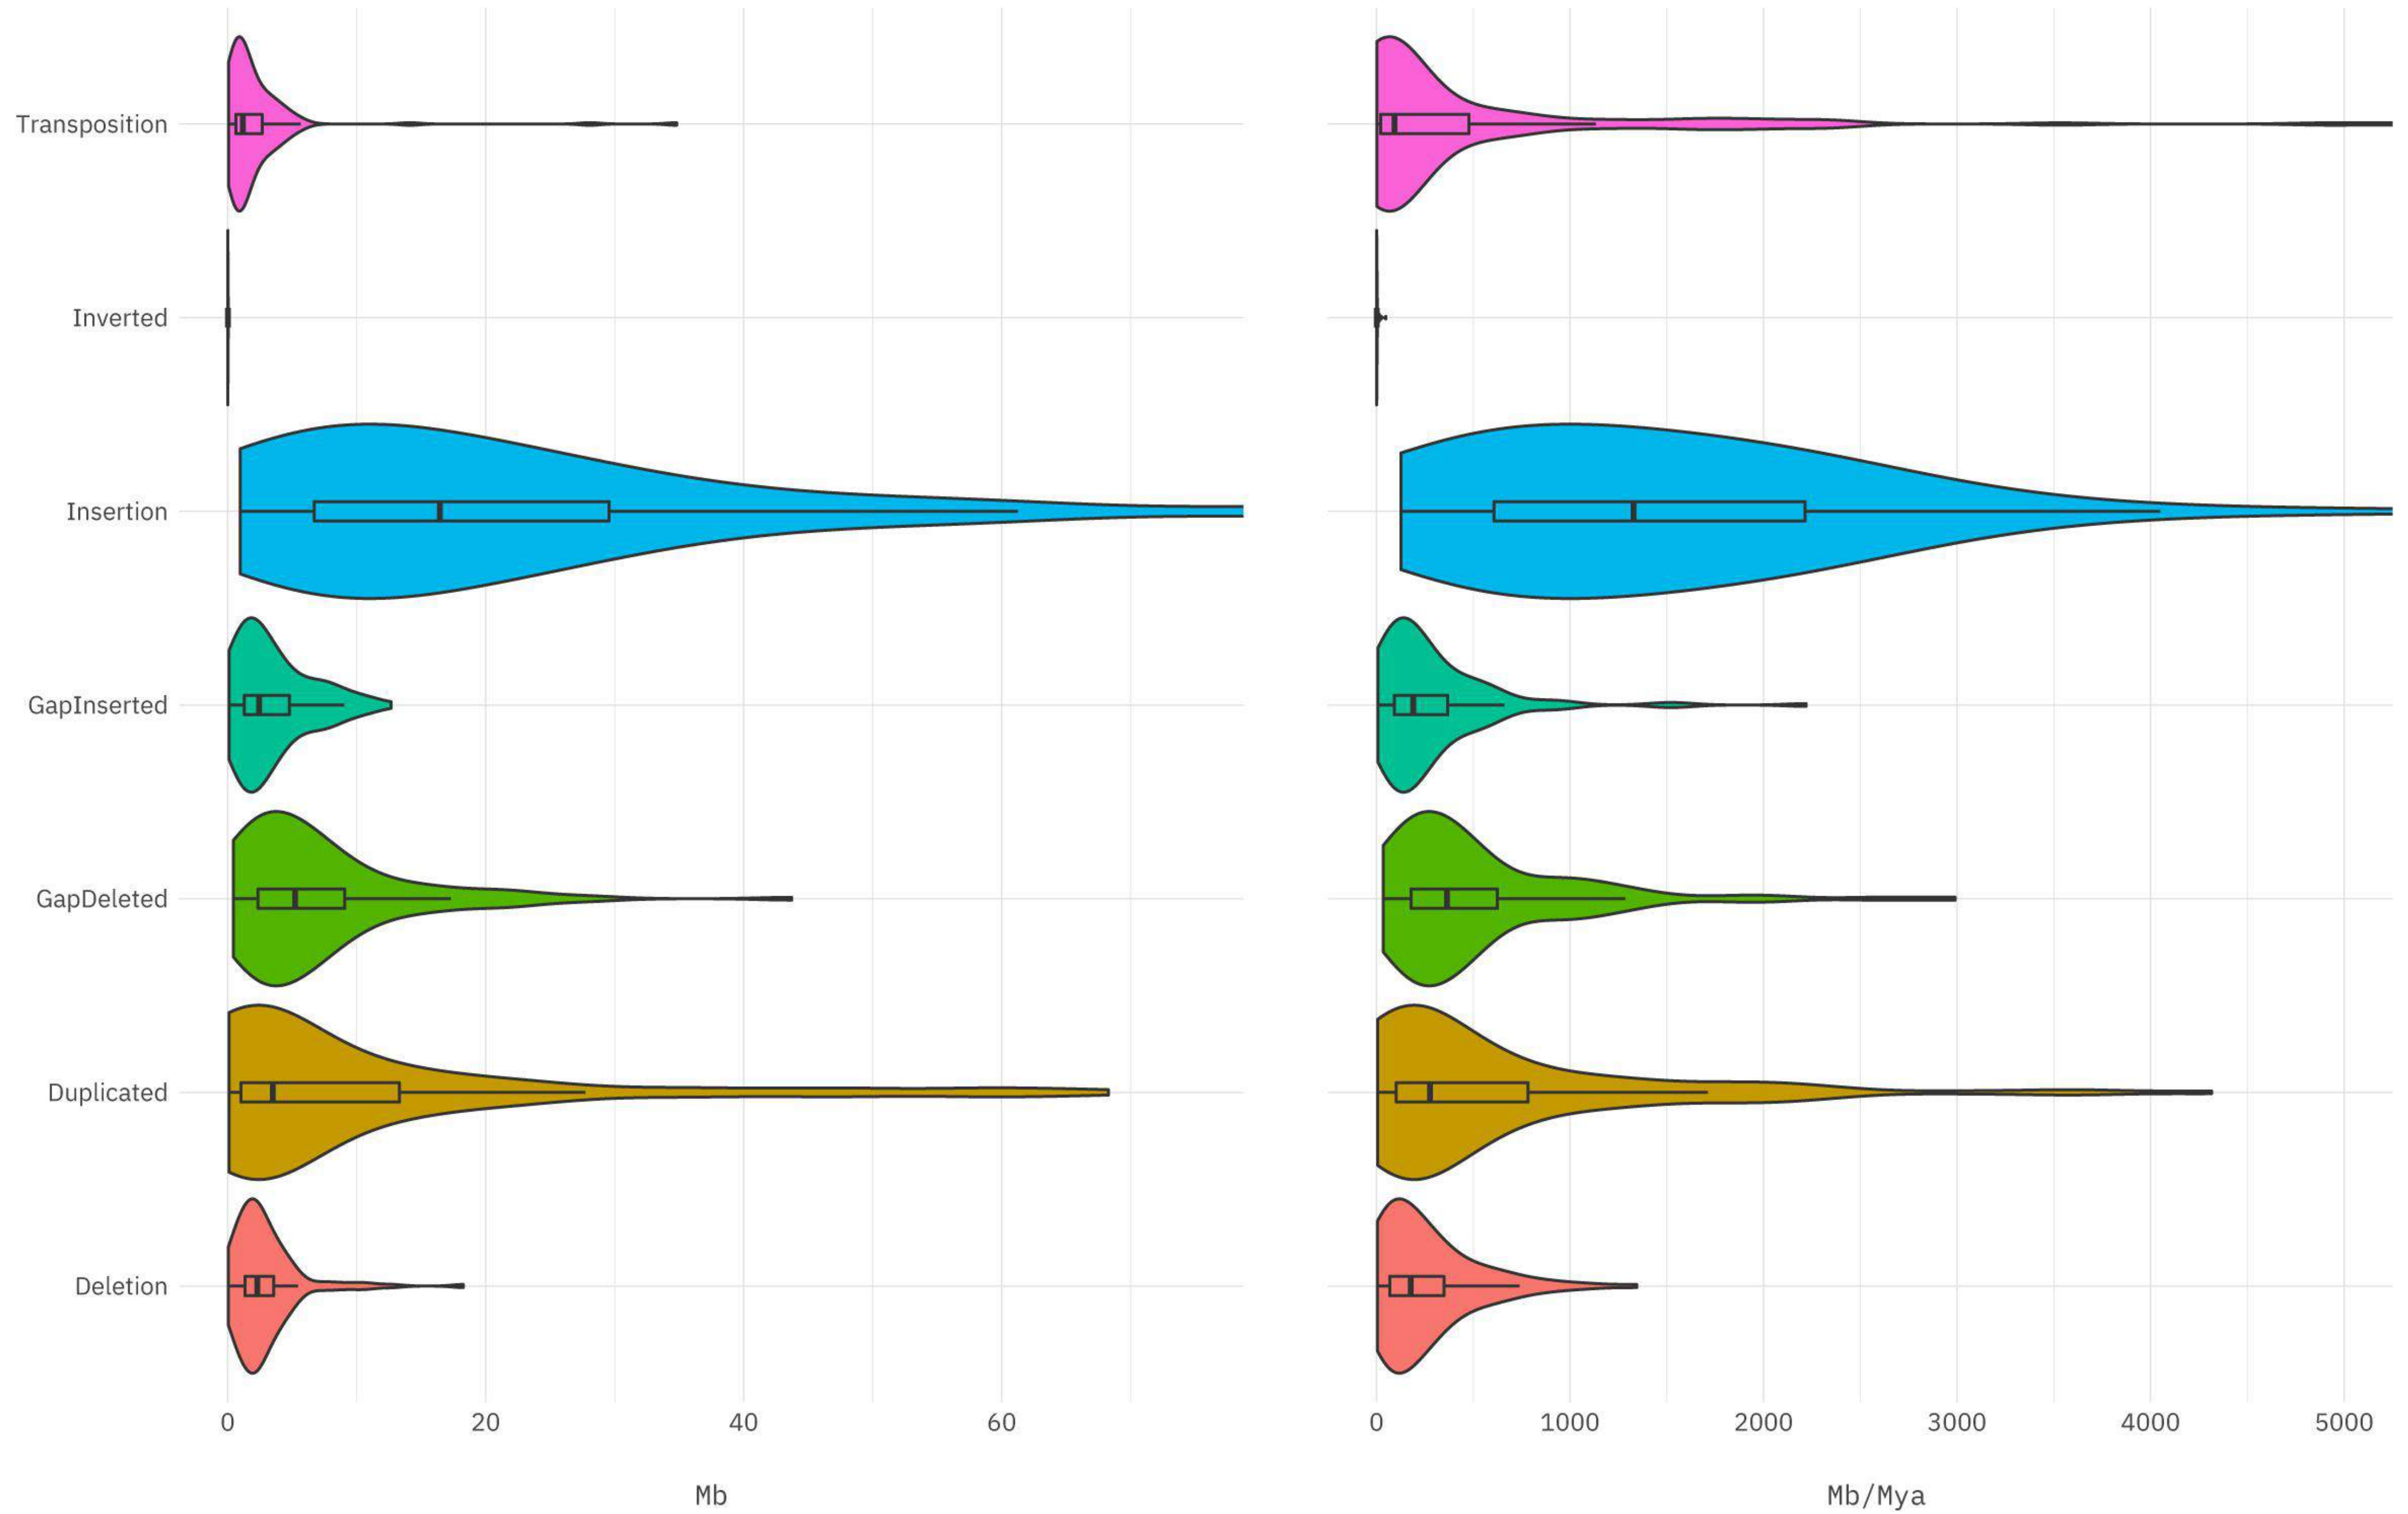 Transposition
Inverted
Insertion
GapInserted
GapDeleted
Duplicated
Deletion
0 20 40 60
0 1000 2000 3000 4000 5000
Mb
Mb/Mya